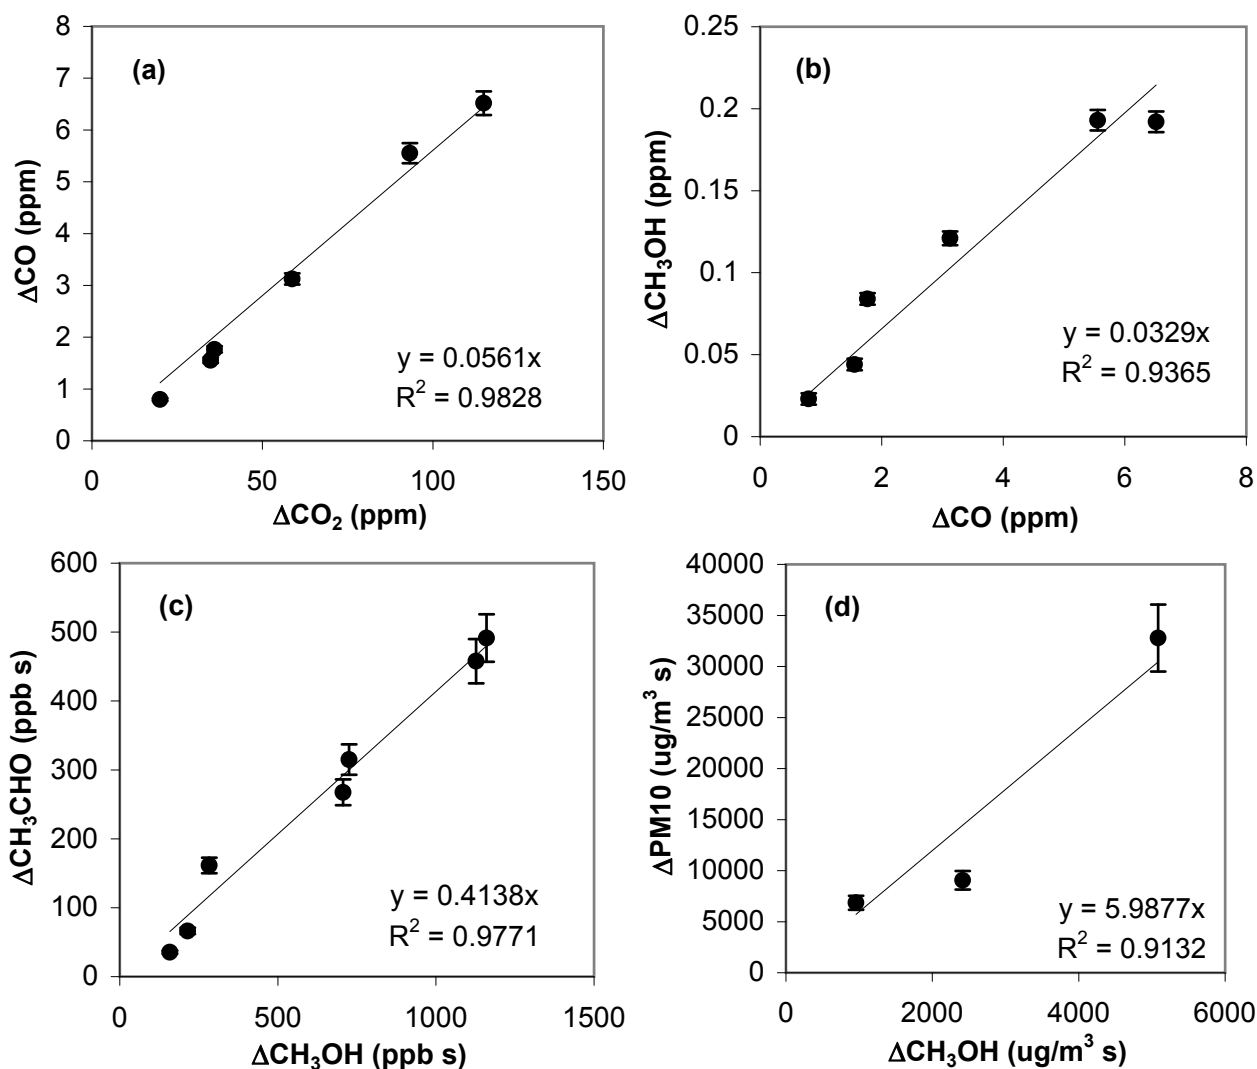 (a)
8
7
6
5
4
3
2
1
0
ΔCO (ppm)
y = 0.0561x
R² = 0.9828
0 50 100 150
ΔCO₂ (ppm)
(b)
0.25
0.2
0.15
0.1
0.05
0
ΔCH₃OH (ppm)
y = 0.0329x
R² = 0.9365
0 2 4 6 8
ΔCO (ppm)
(c)
600
500
400
300
200
100
0
ΔCH₃CHO (ppb s)
y = 0.4138x
R² = 0.9771
0 500 1000 1500
ΔCH₃OH (ppb s)
(d)
40000
35000
30000
25000
20000
15000
10000
5000
0
ΔPM10 (ug/m³ s)
y = 5.9877x
R² = 0.9132
0 2000 4000 6000
ΔCH₃OH (ug/m³ s)